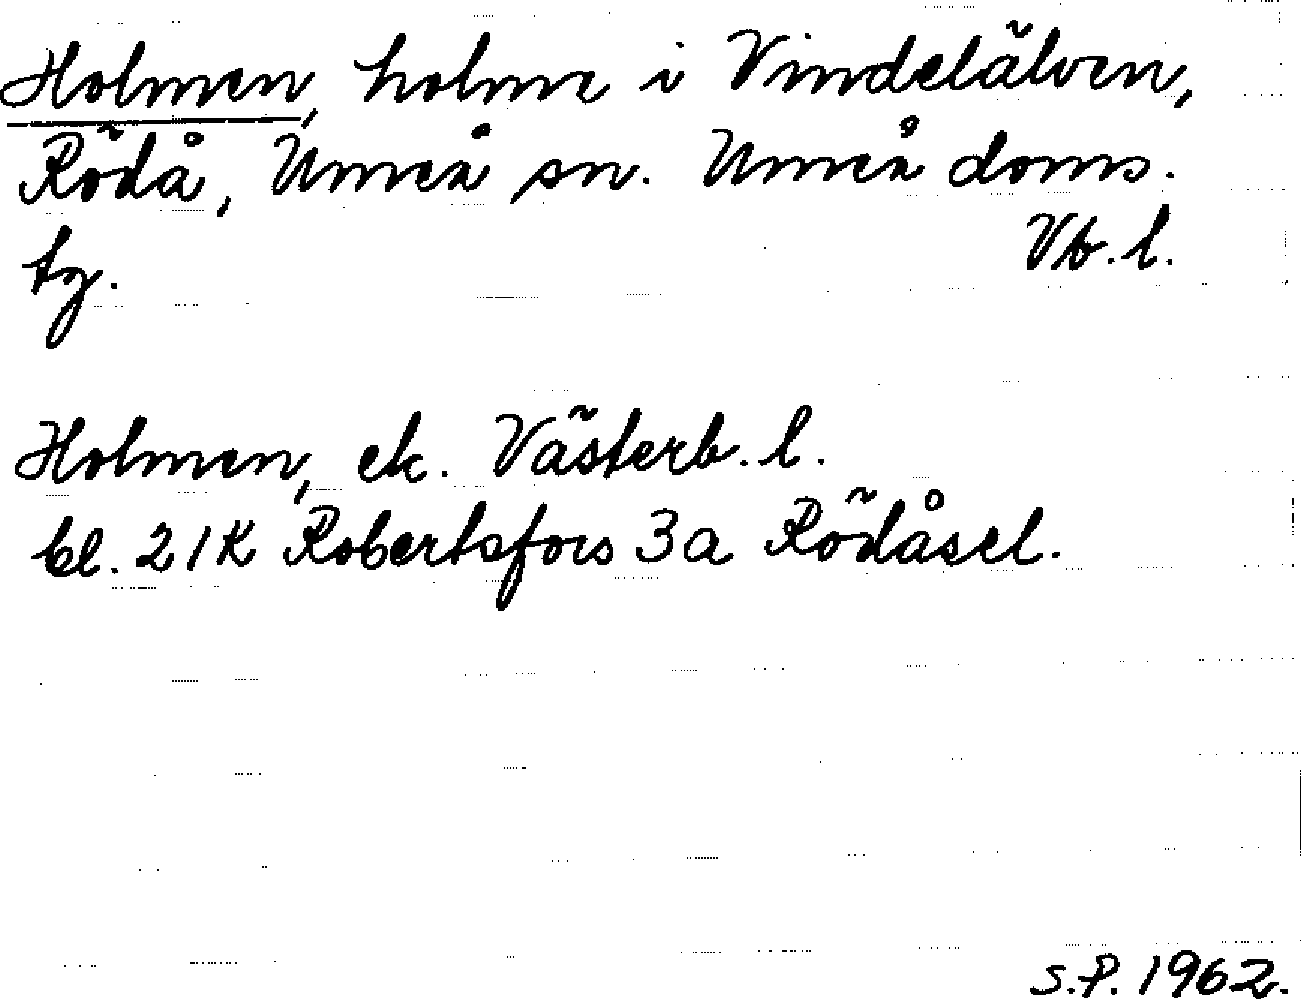 Holmen, holme i Vindelälven,
Rödå, Umeå sn. Umeå doms.
tg. Vb.l.
Holmen, ek. Västerb.l.
bl. 21K Robertsfors 3a Rödåsel.
S.P. 1962.